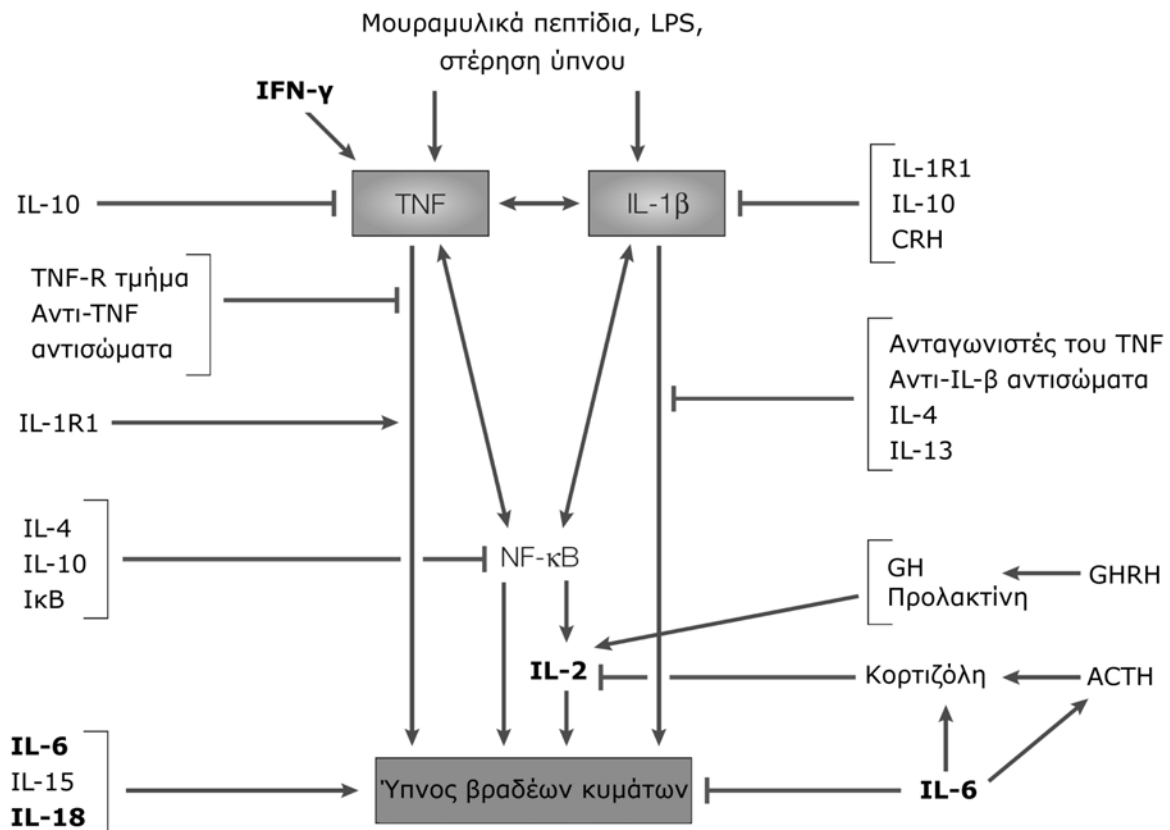 Μουραμυλικά πεπτίδια, LPS,
στέρηση ύπνου
IFN-γ
IL-10
TNF
IL-1β
IL-1R1
IL-10
CRH
TNF-R τμήμα
Αντι-TNF
αντισώματα
Ανταγωνιστές του TNF
Αντι-IL-β αντισώματα
IL-4
IL-13
IL-1R1
IL-4
IL-10
IκB
NF-κB
GH
Προλακτίνη
GHRH
IL-2
Κορτιζόλη
ACTH
IL-6
IL-15
IL-18
Ύπνος βραδέων κυμάτων
IL-6